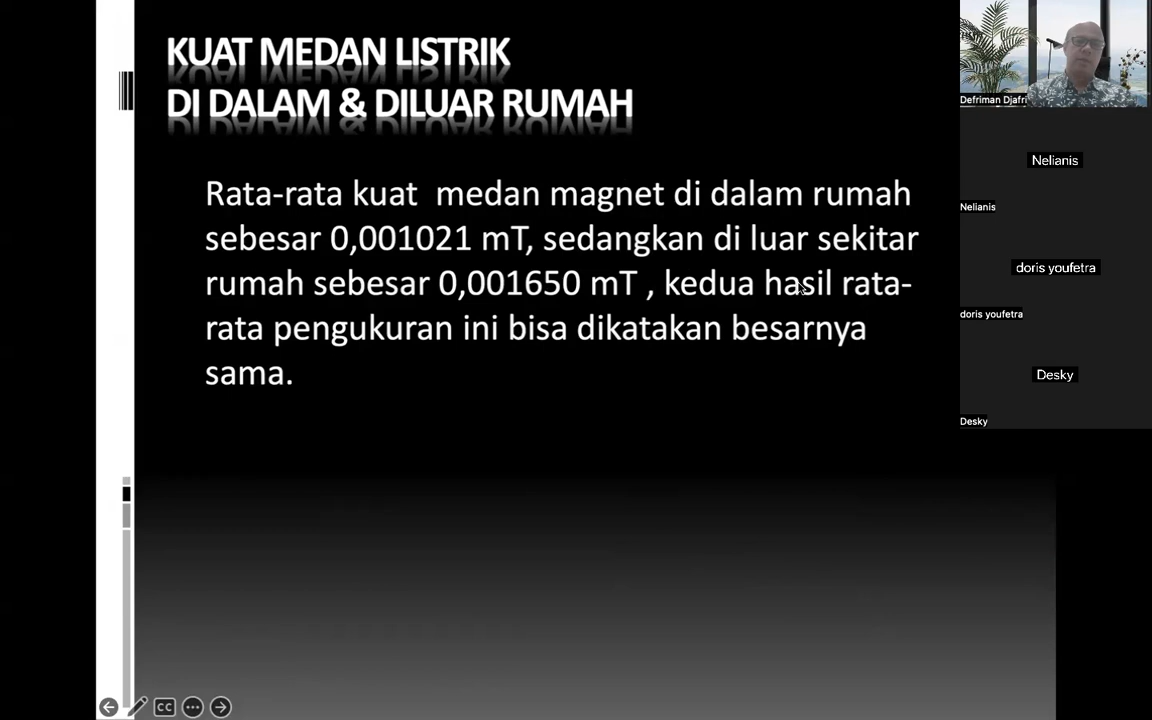 KUAT MEDAN LISTRIK
DI DALAM & DILUAR RUMAH
Rata-rata kuat  medan magnet di dalam rumah
sebesar 0,001021 mT, sedangkan di luar sekitar
rumah sebesar 0,001650 mT , kedua hasil rata-
rata pengukuran ini bisa dikatakan besarnya
sama.
Defriman Djafri
Nelianis
Nelianis
doris youfetra
doris youfetra
Desky
Desky
CC